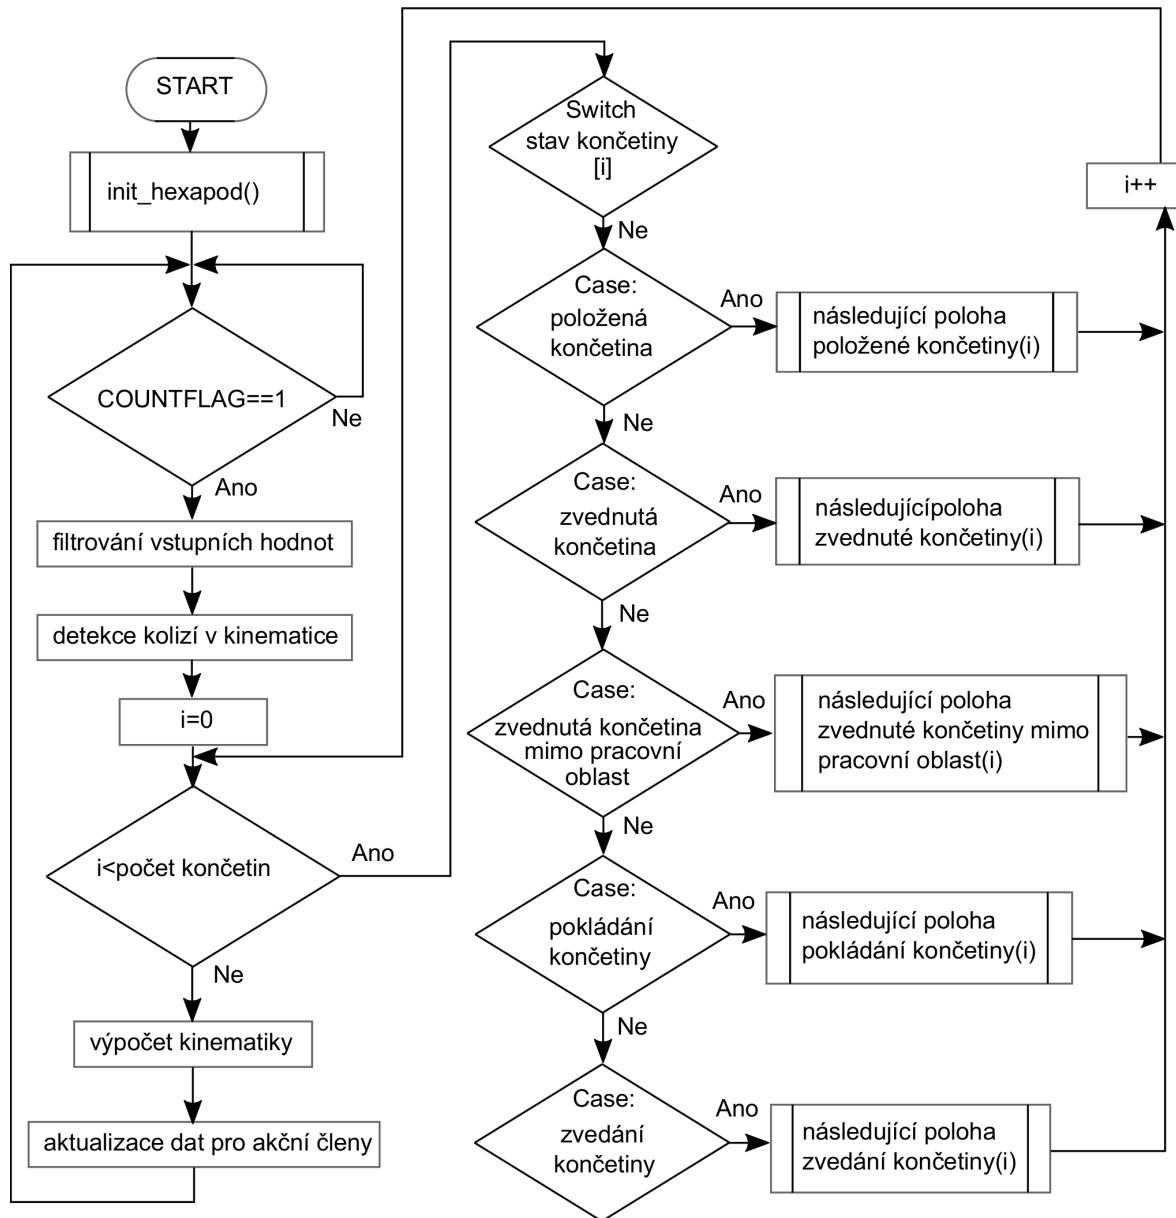 START
init_hexapod()
COUNTFLAG==1
Ne
Ano
filtrování vstupních hodnot
detekce kolizí v kinematice
i=0
i<počet končetin
Ano
Ne
výpočet kinematiky
aktualizace dat pro akční členy
Switch
stav končetiny
[i]
Ne
Case:
položená
končetina
Ano
následující poloha
položené končetiny(i)
Ne
Case:
zvednutá
končetina
Ano
následujícípoloha
zvednuté končetiny(i)
Ne
Case:
zvednutá končetina
mimo pracovní
oblast
Ano
následující poloha
zvednuté končetiny mimo
pracovní oblast(i)
Ne
Case:
pokládání
končetiny
Ano
následující poloha
pokládání končetiny(i)
Ne
Case:
zvedání
končetiny
Ano
následující poloha
zvedání končetiny(i)
i++